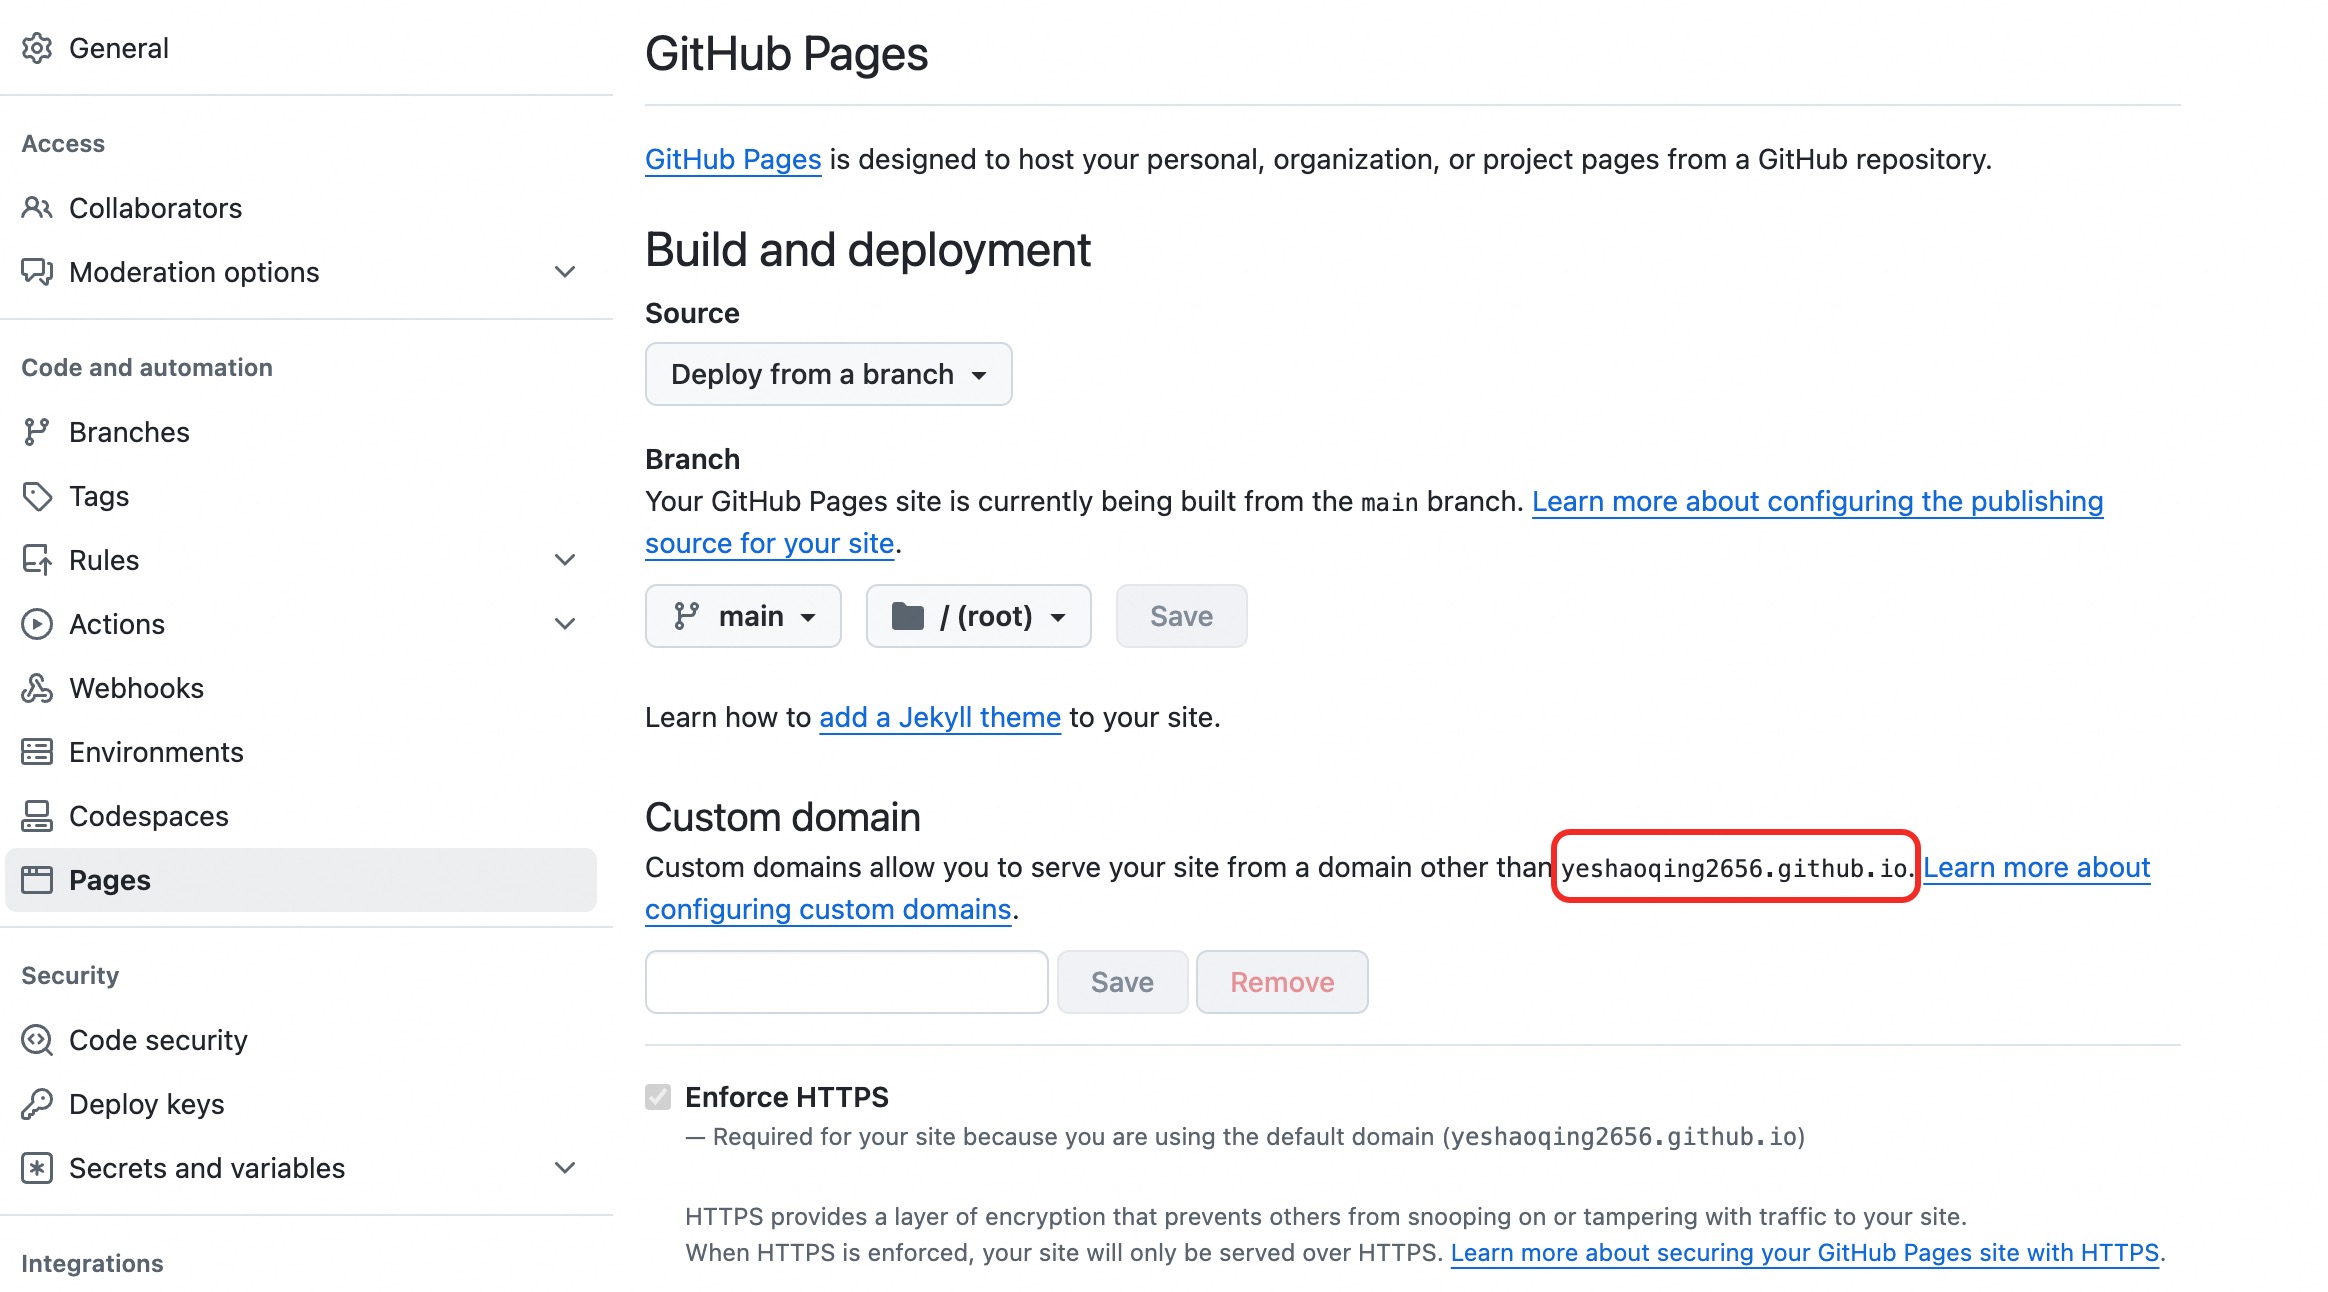 General
Access
Collaborators
Moderation options
Code and automation
Branches
Tags
Rules
Actions
Webhooks
Environments
Codespaces
Pages
Security
Code security
Deploy keys
Secrets and variables
Integrations
GitHub Pages
GitHub Pages is designed to host your personal, organization, or project pages from a GitHub repository.
Build and deployment
Source
Deploy from a branch
Branch
Your GitHub Pages site is currently being built from the main branch. Learn more about configuring the publishing
source for your site.
main / (root) Save
Learn how to add a Jekyll theme to your site.
Custom domain
Custom domains allow you to serve your site from a domain other than yeshaoqing2656.github.io. Learn more about
configuring custom domains.
Save Remove
Enforce HTTPS
— Required for your site because you are using the default domain (yeshaoqing2656.github.io)
HTTPS provides a layer of encryption that prevents others from snooping on or tampering with traffic to your site.
When HTTPS is enforced, your site will only be served over HTTPS. Learn more about securing your GitHub Pages site with HTTPS.